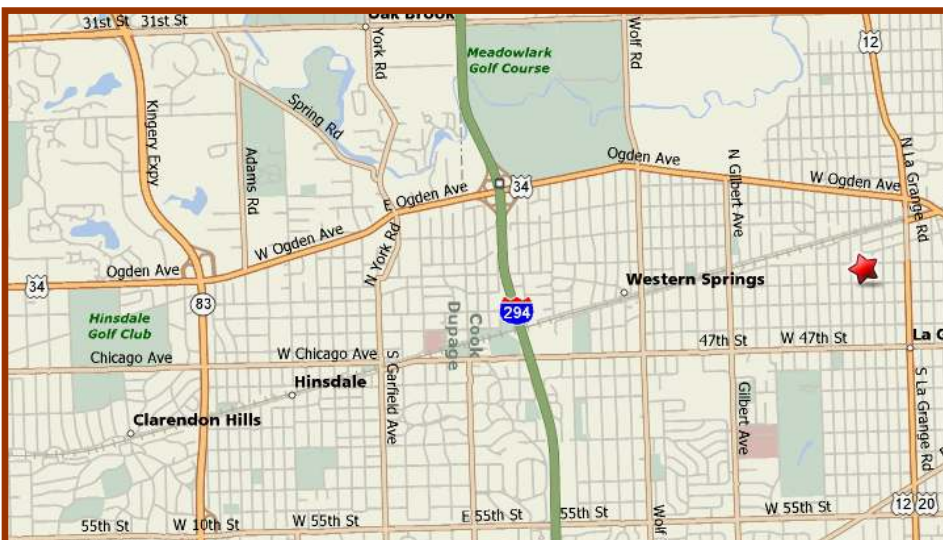 Oak Brook
31st St 31st St
York Rd
Meadowlark
Golf Course
Wolf Rd
12
Kingery Expy
Spring Rd
Adams Rd
Ogden Ave
N Gilbert Ave
W Ogden Ave
N La Grange Rd
34
E Ogden Ave
W Ogden Ave
N York Rd
Ogden Ave
34
83
Western Springs
294
Hinsdale
Golf Club
Cook
Dupage
Chicago Ave
W Chicago Ave
47th St
W 47th St
La G
Hinsdale
S Garfield Ave
Gilbert Ave
S La Grange Rd
Clarendon Hills
55th St
W 10th St
W 55th St
E 55th St
55th St
Wolf
W 55th St
12 20